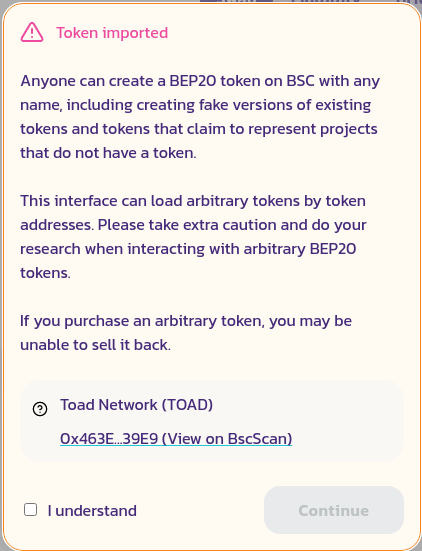 Token imported
Anyone can create a BEP20 token on BSC with any
name, including creating fake versions of existing
tokens and tokens that claim to represent projects
that do not have a token.
This interface can load arbitrary tokens by token
addresses. Please take extra caution and do your
research when interacting with arbitrary BEP20
tokens.
If you purchase an arbitrary token, you may be
unable to sell it back.
Toad Network (TOAD)
0x463E...39E9 (View on BscScan)
I understand
Continue